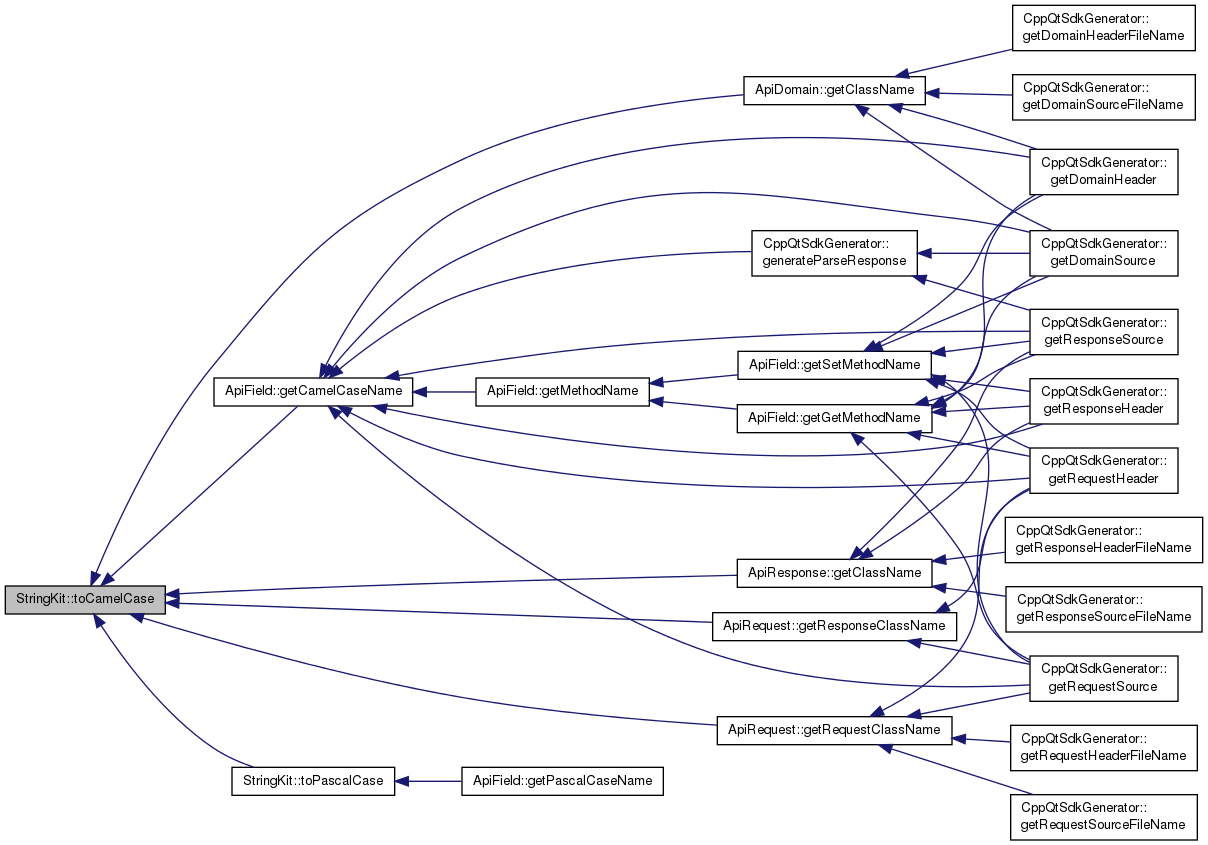 CppQtSdkGenerator::
getDomainHeaderFileName
ApiDomain::getClassName
CppQtSdkGenerator::
getDomainSourceFileName
CppQtSdkGenerator::
getDomainHeader
CppQtSdkGenerator::
generateParseResponse
CppQtSdkGenerator::
getDomainSource
CppQtSdkGenerator::
getResponseSource
ApiField::getSetMethodName
ApiField::getCamelCaseName
ApiField::getMethodName
CppQtSdkGenerator::
getResponseHeader
ApiField::getGetMethodName
CppQtSdkGenerator::
getRequestHeader
CppQtSdkGenerator::
getResponseHeaderFileName
ApiResponse::getClassName
StringKit::toCamelCase
CppQtSdkGenerator::
getResponseSourceFileName
ApiRequest::getResponseClassName
CppQtSdkGenerator::
getRequestSource
ApiRequest::getRequestClassName
CppQtSdkGenerator::
getRequestHeaderFileName
StringKit::toPascalCase
ApiField::getPascalCaseName
CppQtSdkGenerator::
getRequestSourceFileName